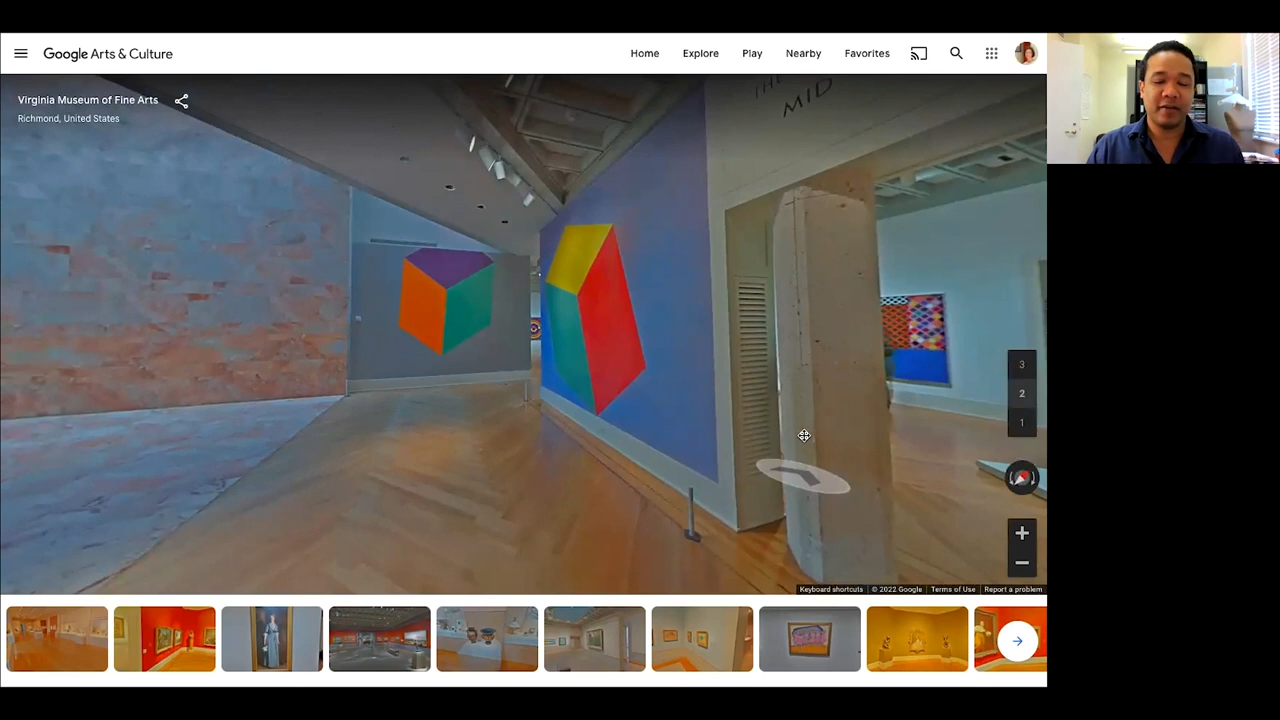 Google Arts & Culture
Home Explore Play Nearby Favorites
Virginia Museum of Fine Arts
Richmond, United States
THE
MID
3
2
1
Keyboard shortcuts © 2022 Google Terms of Use Report a problem